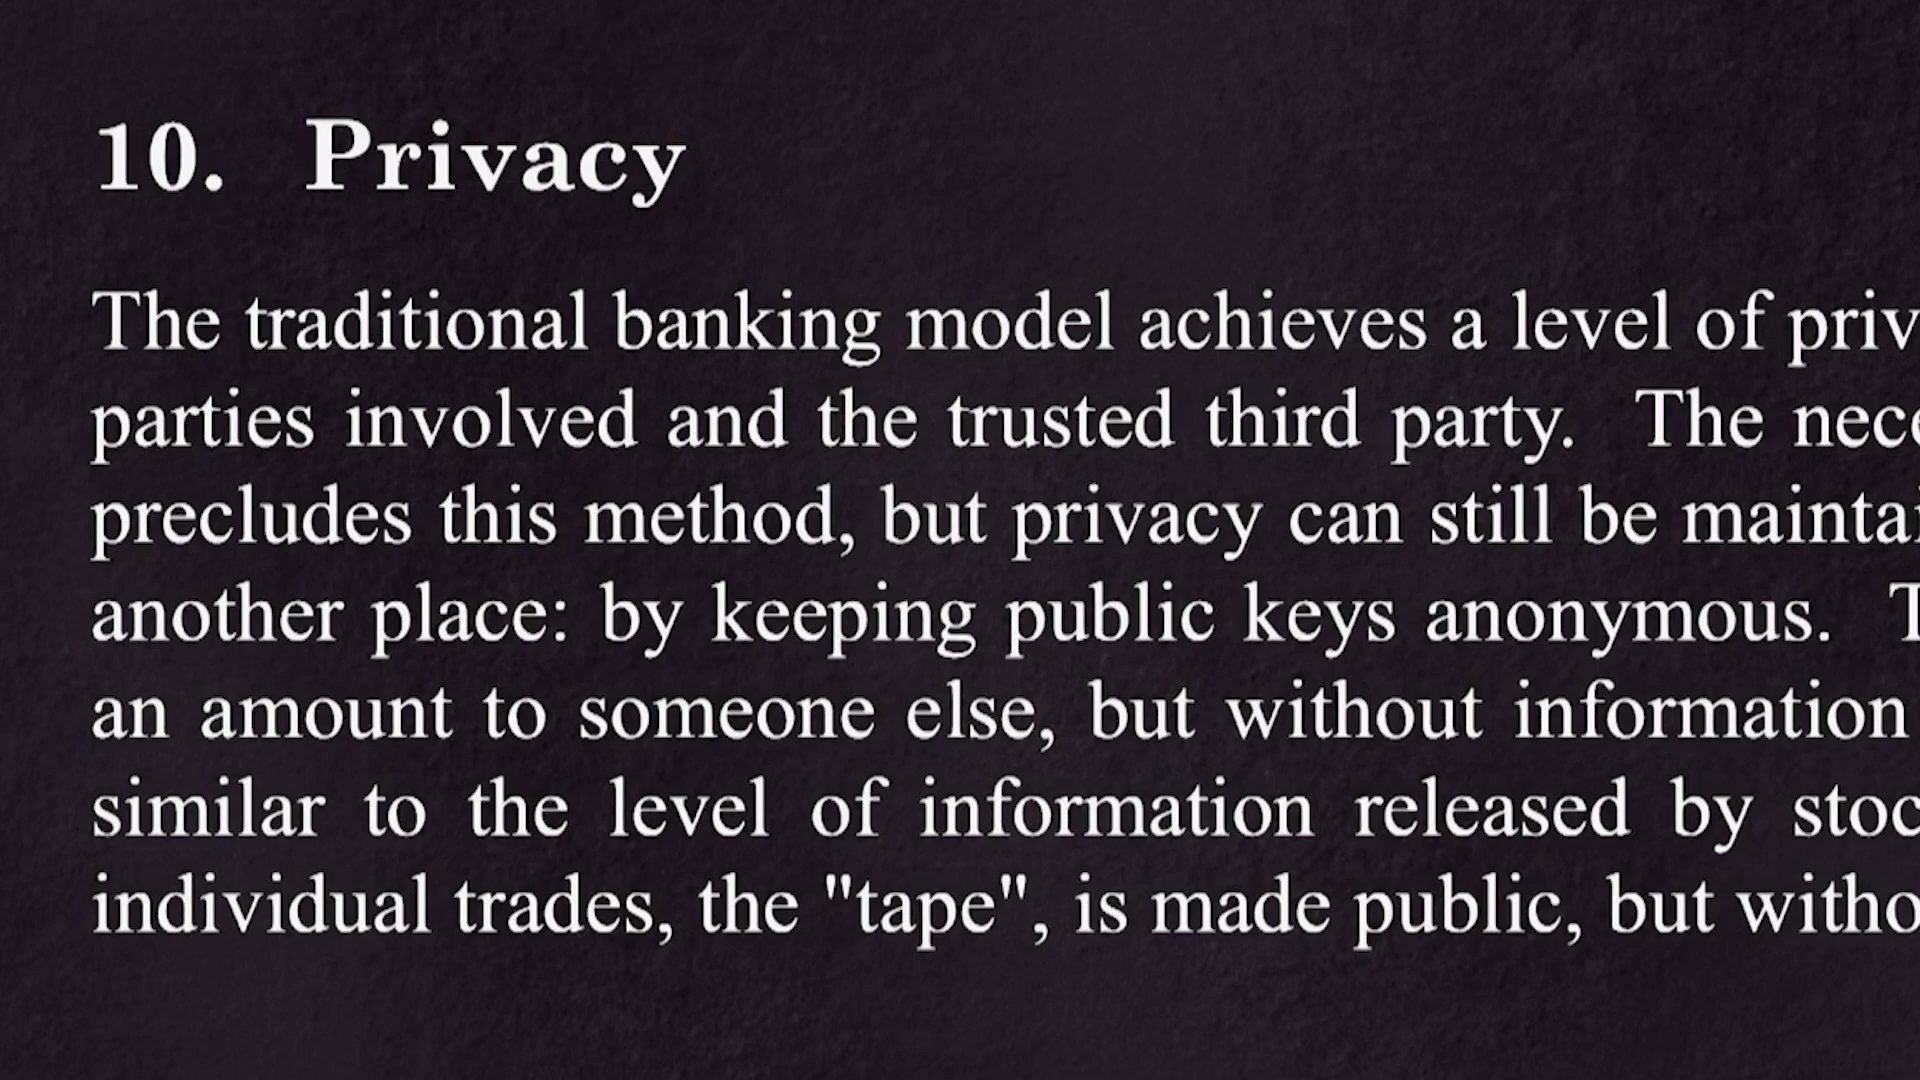 10. Privacy
The traditional banking model achieves a level of priv
parties involved and the trusted third party. The nece
precludes this method, but privacy can still be maintai
another place: by keeping public keys anonymous. T
an amount to someone else, but without information
similar to the level of information released by stoc
individual trades, the "tape", is made public, but witho